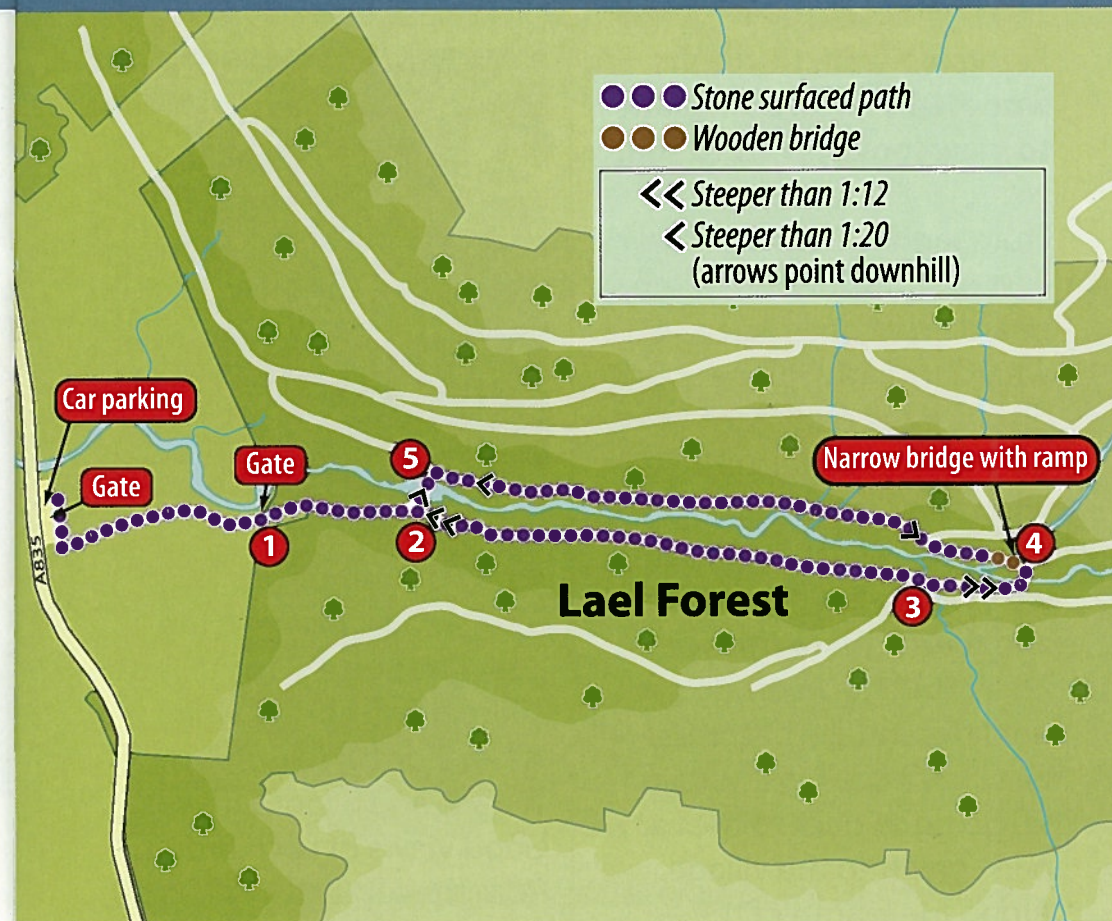 Stone surfaced path
Wooden bridge
<< Steeper than 1:12
< Steeper than 1:20
(arrows point downhill)
Car parking
Gate
Gate
5
Narrow bridge with ramp
A835
1
2
4
Lael Forest
3